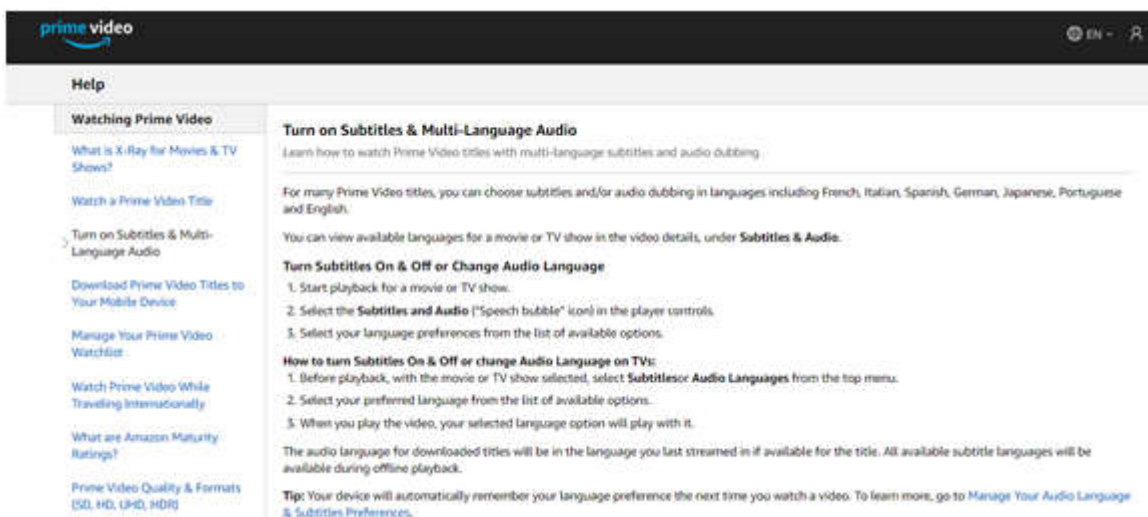 prime video
EN
Help
Watching Prime Video
What is X-Ray for Movies & TV
Shows?
Watch a Prime Video Title
Turn on Subtitles & Multi-
Language Audio
Download Prime Video Titles to
Your Mobile Device
Manage Your Prime Video
Watchlist
Watch Prime Video While
Traveling Internationally
What are Amazon Maturity
Ratings?
Prime Video Quality & Formats
(SD, HD, UHD, HDR)
Turn on Subtitles & Multi-Language Audio
Learn how to watch Prime Video titles with multi-language subtitles and audio dubbing
For many Prime Video titles, you can choose subtitles and/or audio dubbing in languages including French, Italian, Spanish, German, Japanese, Portuguese
and English.
You can view available languages for a movie or TV show in the video details, under Subtitles & Audio.
Turn Subtitles On & Off or Change Audio Language
1. Start playback for a movie or TV show.
2. Select the Subtitles and Audio ("Speech bubble" icon) in the player controls.
3. Select your language preferences from the list of available options.
How to turn Subtitles On & Off or change Audio Language on TVs:
1. Before playback, with the movie or TV show selected, select Subtitlesor Audio Languages from the top menu.
2. Select your preferred language from the list of available options.
3. When you play the video, your selected language option will play with it.
The audio language for downloaded titles will be in the language you last streamed in if available for the title. All available subtitle languages will be
available during offline playback.
Tip: Your device will automatically remember your language preference the next time you watch a video. To learn more, go to Manage Your Audio Language
& Subtitles Preferences.